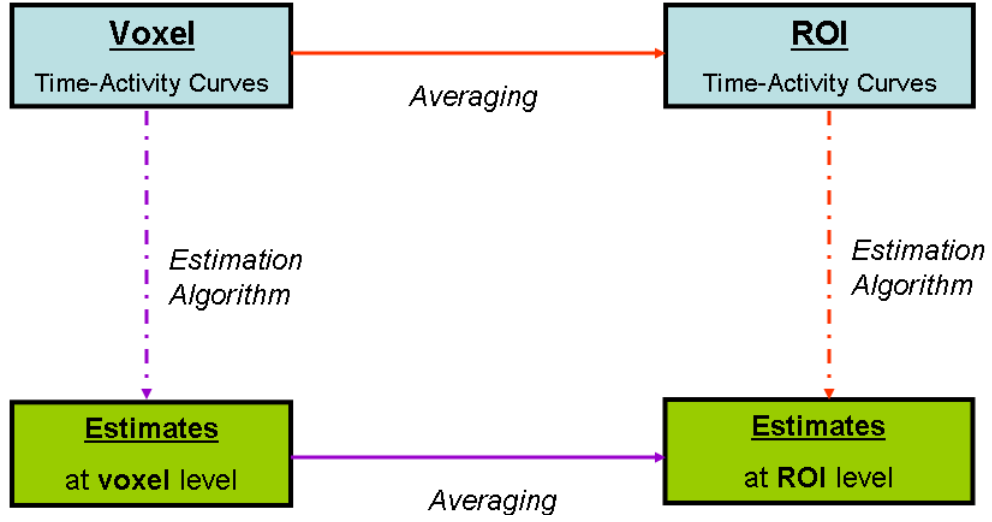 Voxel
Time-Activity Curves
Averaging
ROI
Time-Activity Curves
Estimation
Algorithm
Estimation
Algorithm
Estimates
at voxel level
Averaging
Estimates
at ROI level